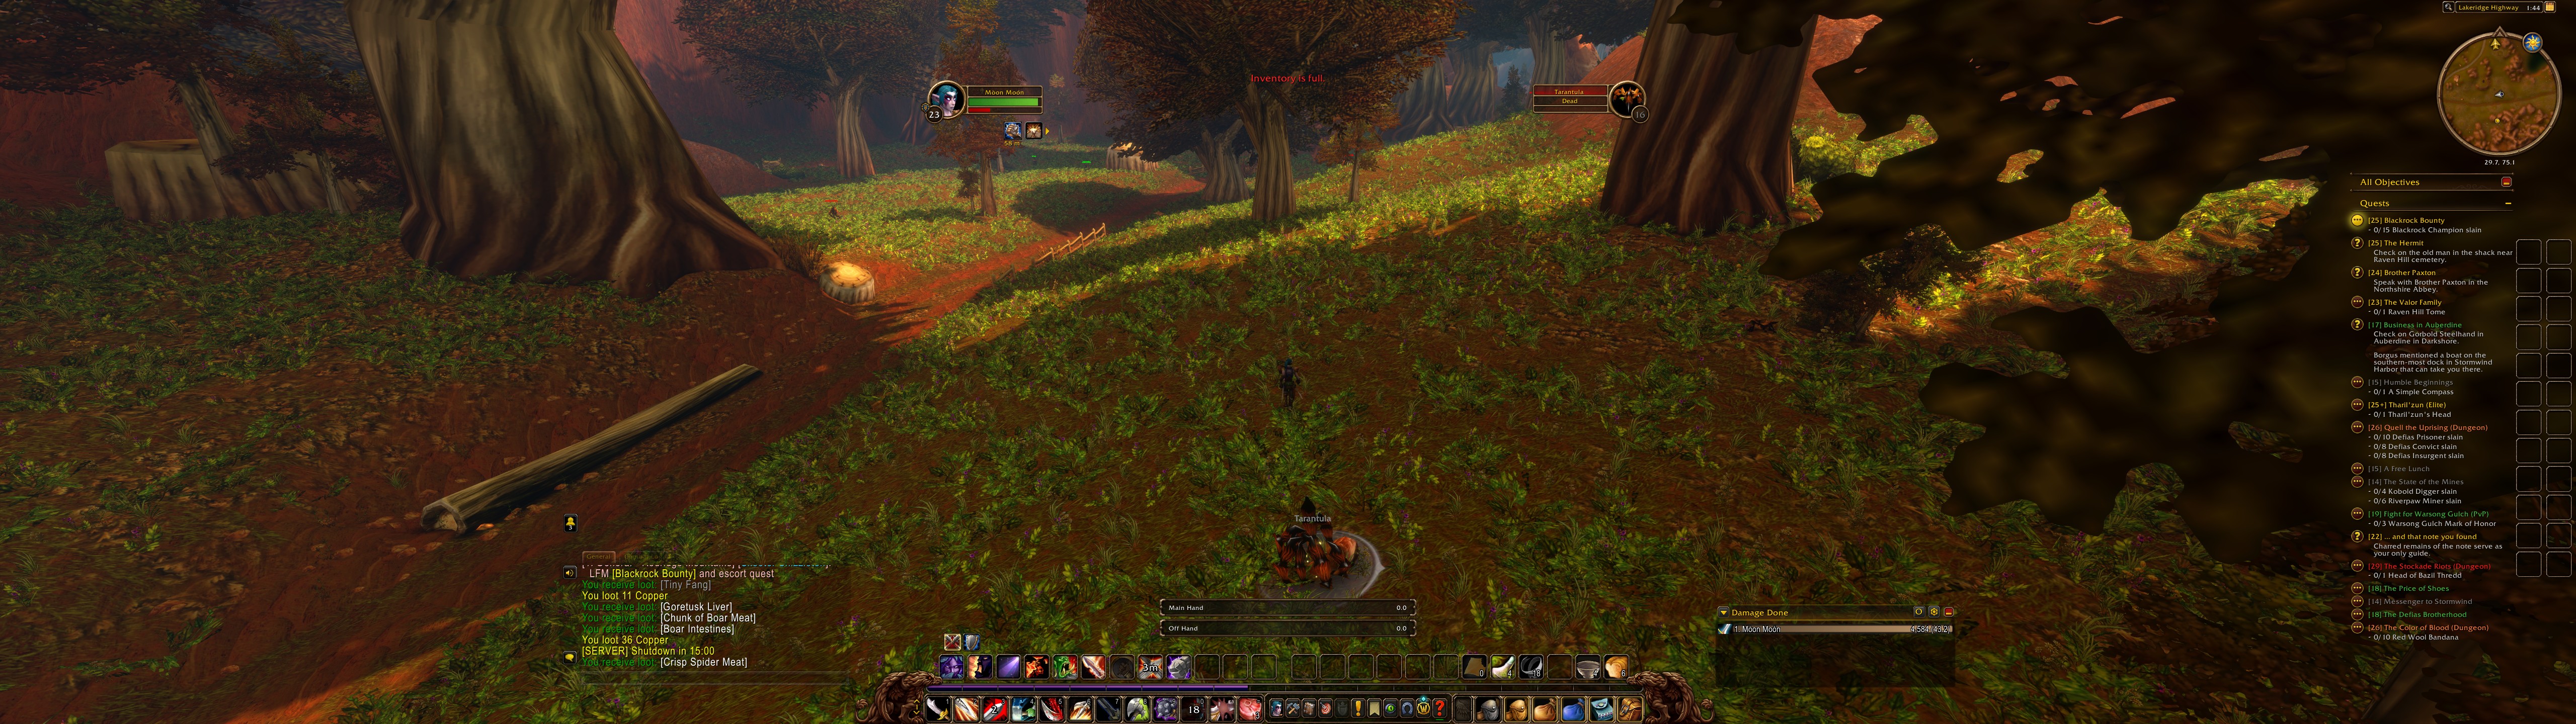 Lakeridge Highway 1:44
Inventory is full.
Möon Moön
23
58 m
Tarantula
Dead
16
29.7, 75.1
All Objectives
Quests
[25] Blackrock Bounty
- 0/15 Blackrock Champion slain
[25] The Hermit
Check on the old man in the shack near
Raven Hill cemetery.
[24] Brother Paxton
Speak with Brother Paxton in the
Northshire Abbey.
[23] The Valor Family
- 0/1 Raven Hill Tome
[17] Business in Auberdine
Check on Gorbold Steelhand in
Auberdine in Darkshore.
Borgus mentioned a boat on the
southern-most dock in Stormwind
Harbor that can take you there.
[15] Humble Beginnings
- 0/1 A Simple Compass
[25+] Tharil'zun (Elite)
- 0/1 Tharil'zun's Head
[26] Quell the Uprising (Dungeon)
- 0/10 Defias Prisoner slain
- 0/8 Defias Convict slain
- 0/8 Defias Insurgent slain
[15] A Free Lunch
[14] The State of the Mines
- 0/4 Kobold Digger slain
- 0/6 Riverpaw Miner slain
[19] Fight for Warsong Gulch (PvP)
- 0/3 Warsong Gulch Mark of Honor
[22] ... and that note you found
Charred remains of the note serve as
your only guide.
[29] The Stockade Riots (Dungeon)
- 0/1 Head of Bazil Thredd
[18] The Price of Shoes
[14] Messenger to Stormwind
[18] The Defias Brotherhood
[26] The Color of Blood (Dungeon)
- 0/10 Red Wool Bandana
Tarantula
General
LFM [Blackrock Bounty] and escort quest
You receive loot: [Tiny Fang]
You loot 11 Copper
You receive loot: [Goretusk Liver]
You receive loot: [Chunk of Boar Meat]
You receive loot: [Boar Intestines]
You loot 36 Copper
[SERVER] Shutdown in 15:00
You receive loot: [Crisp Spider Meat]
Main Hand 0.0
Off Hand 0.0
Damage Done
1. Moon Moon 1,584 (43.2)
3m
18